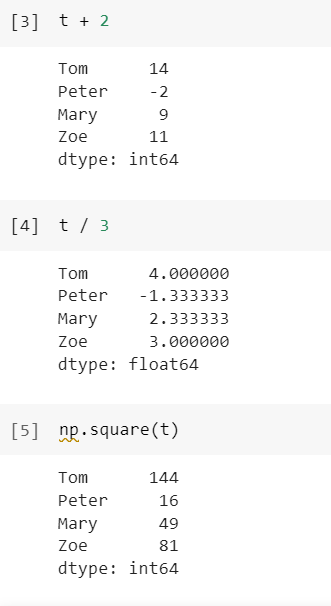 [3] t + 2
Tom 14
Peter -2
Mary 9
Zoe 11
dtype: int64
[4] t / 3
Tom 4.000000
Peter -1.333333
Mary 2.333333
Zoe 3.000000
dtype: float64
[5] np.square(t)
Tom 144
Peter 16
Mary 49
Zoe 81
dtype: int64